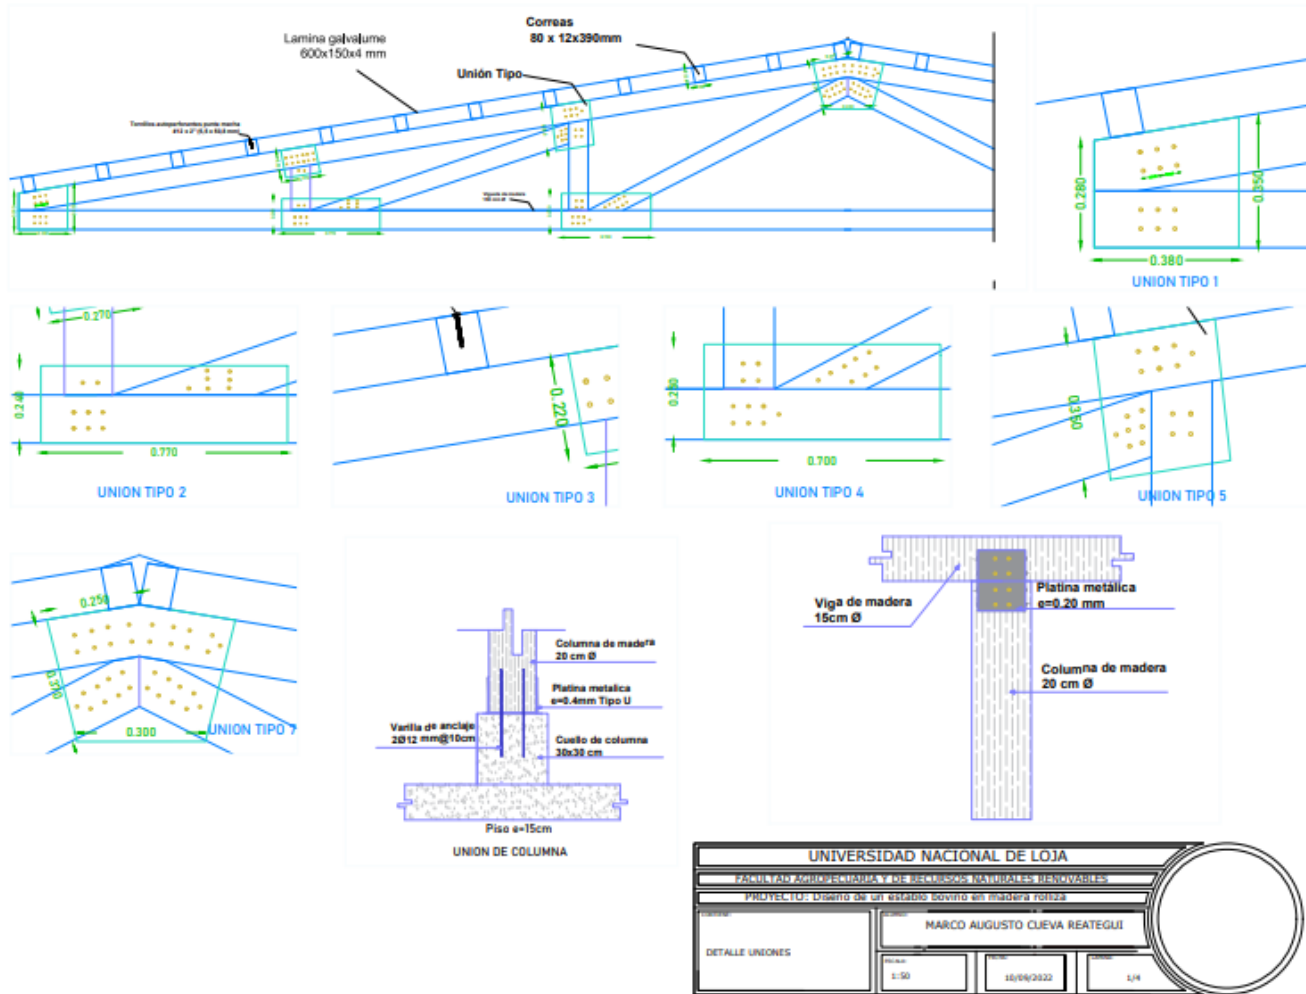 Lamina galvalume
600x150x4 mm
Correas
80 x 12x390mm
Unión Tipo
Tornillos autoperforantes punta mecha
0.280
0.350
0.380
UNION TIPO 1
0.270
0.240
0.770
UNION TIPO 2
0.220
UNION TIPO 3
0.700
UNION TIPO 4
UNION TIPO 5
0.250
0.300
UNION TIPO 7
Columna de madera
20 cm Ø
Platina metalica
e=0.4mm Tipo U
Varilla de anclaje
2Ø12 mm@10cm
Cuello de columna
30x30 cm
Piso e=15cm
UNION DE COLUMNA
Viga de madera
15cm Ø
Platina metálica
e=0.20 mm
Columna de madera
20 cm Ø
UNIVERSIDAD NACIONAL DE LOJA
FACULTAD AGROPECUARIA Y DE RECURSOS NATURALES RENOVABLES
PROYECTO: Diseno de un establo bovino en madera rolliza
MARCO AUGUSTO CUEVA REATEGUI
DETALLE UNIONES
1:50
10/09/2022
1/4